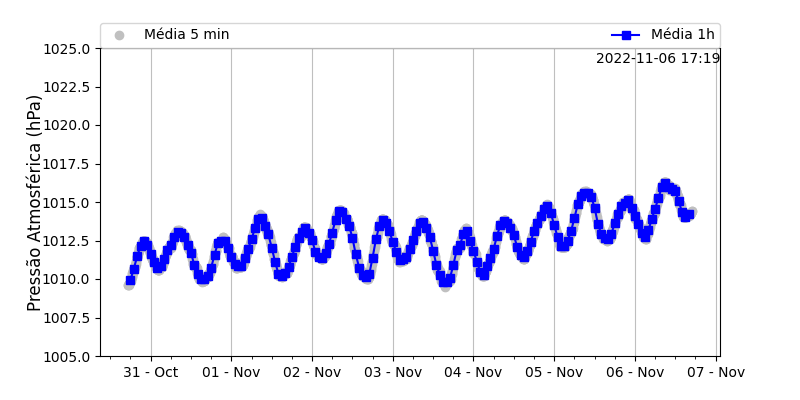 Média 5 min
Média 1h
2022-11-06 17:19
Pressão Atmosférica (hPa)
1025.0
1022.5
1020.0
1017.5
1015.0
1012.5
1010.0
1007.5
1005.0
31 - Oct
01 - Nov
02 - Nov
03 - Nov
04 - Nov
05 - Nov
06 - Nov
07 - Nov